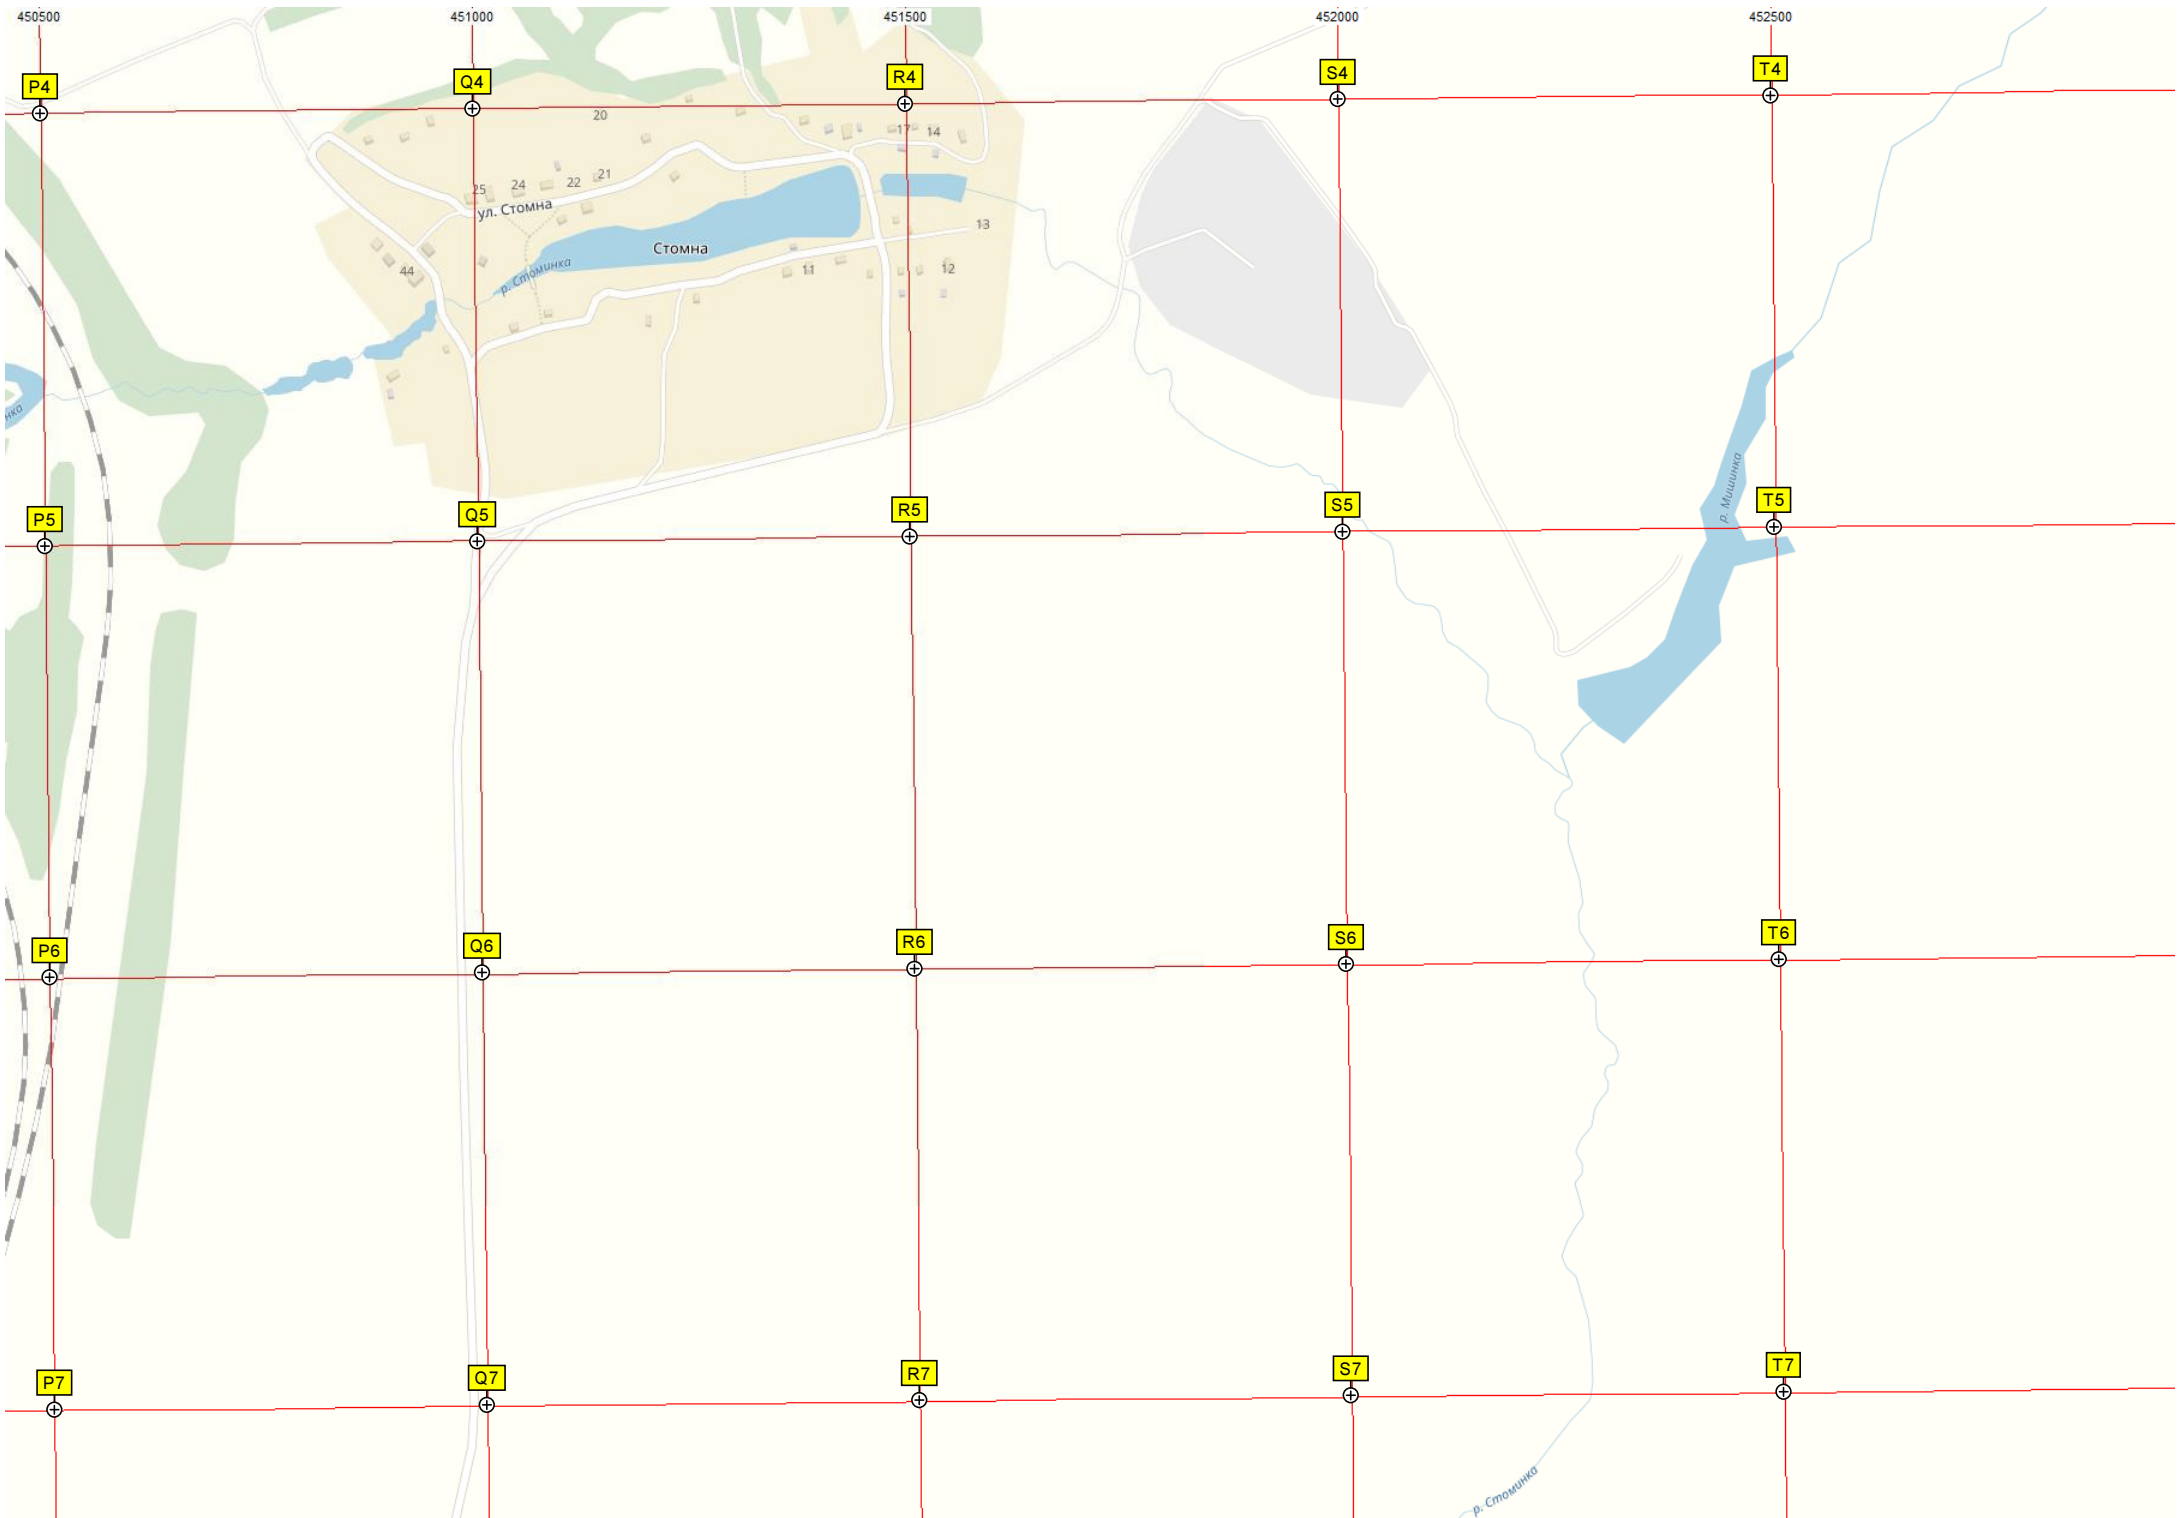 450500 451000 451500 452000 452500
P4 Q4 R4 S4 T4
20
17 14
25 24 22 21
ул. Стомна
13
Стомна
44
р. Стоминка
11 12
нка
р. Мишинка
P5 Q5 R5 S5 T5
P6 Q6 R6 S6 T6
P7 Q7 R7 S7 T7
р. Стоминка